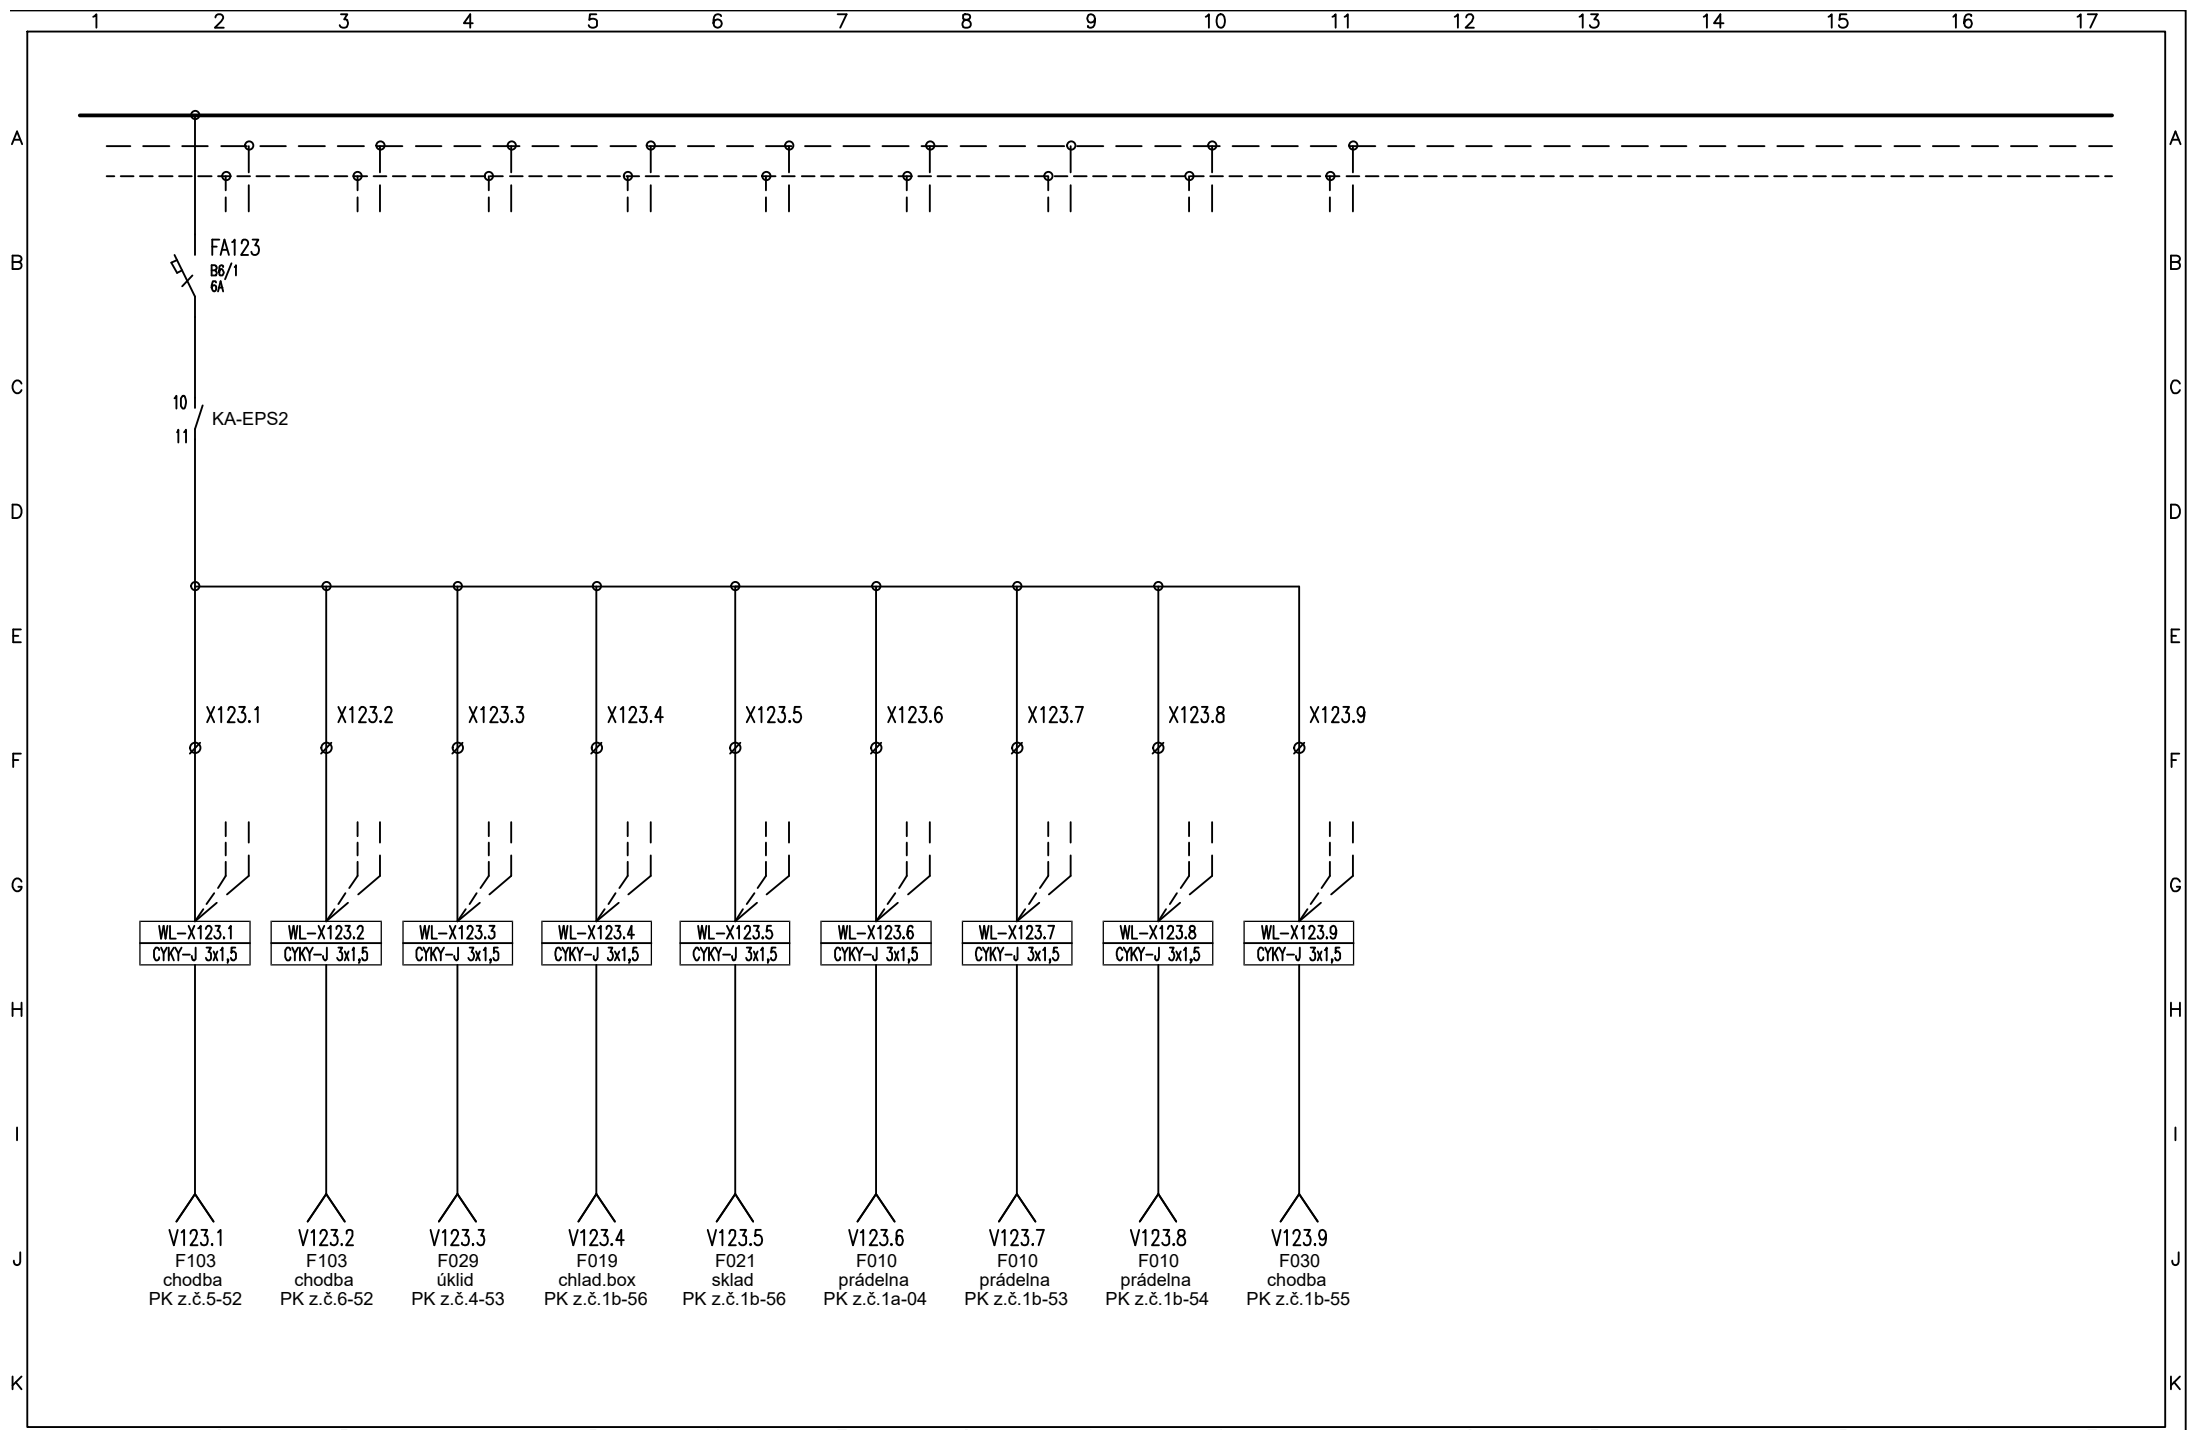 1 2 3 4 5 6 7 8 9 10 11 12 13 14 15 16 17
A A
FA123
B B
B6/1
6A
C C
10
KA-EPS2
11
D D
E E
X123.1 X123.2 X123.3 X123.4 X123.5 X123.6 X123.7 X123.8 X123.9
F F
G G
WL-X123.1 WL-X123.2 WL-X123.3 WL-X123.4 WL-X123.5 WL-X123.6 WL-X123.7 WL-X123.8 WL-X123.9
CYKY-J 3x1,5 CYKY-J 3x1,5 CYKY-J 3x1,5 CYKY-J 3x1,5 CYKY-J 3x1,5 CYKY-J 3x1,5 CYKY-J 3x1,5 CYKY-J 3x1,5 CYKY-J 3x1,5
H H
I I
V123.1 V123.2 V123.3 V123.4 V123.5 V123.6 V123.7 V123.8 V123.9
J F103 F103 F029 F019 F021 F010 F010 F010 F030 J
chodba chodba úklid chlad.box sklad prádelna prádelna prádelna chodba
PK z.č.5-52 PK z.č.6-52 PK z.č.4-53 PK z.č.1b-56 PK z.č.1b-56 PK z.č.1a-04 PK z.č.1b-53 PK z.č.1b-54 PK z.č.1b-55
K K